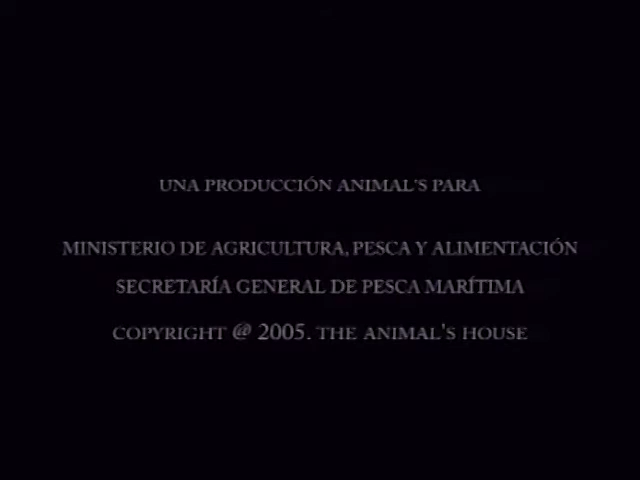 UNA PRODUCCIÓN ANIMAL'S PARA
MINISTERIO DE AGRICULTURA, PESCA Y ALIMENTACIÓN
SECRETARÍA GENERAL DE PESCA MARÍTIMA
COPYRIGHT @ 2005. THE ANIMAL'S HOUSE